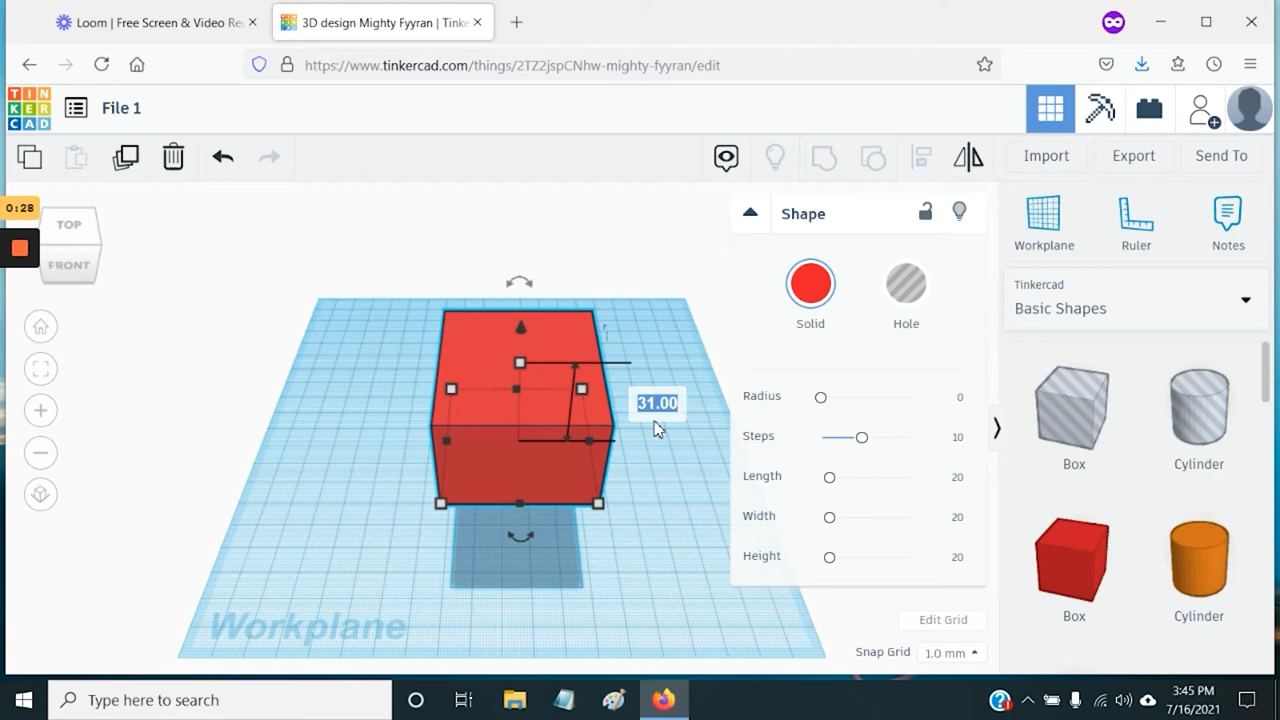 Loom | Free Screen & Video Re
3D design Mighty Fyyran | Tinke
https://www.tinkercad.com/things/2TZ2jspCNhw-mighty-fyyran/edit
TIN
KER
CAD
File 1
Import
Export
Send To
0:28
TOP
FRONT
Shape
Solid
Hole
Radius 0
Steps 10
Length 20
Width 20
Height 20
31.00
Workplane
Edit Grid
Snap Grid 1.0 mm
Workplane
Ruler
Notes
Tinkercad
Basic Shapes
Box
Cylinder
Box
Cylinder
Type here to search
3:45 PM
7/16/2021